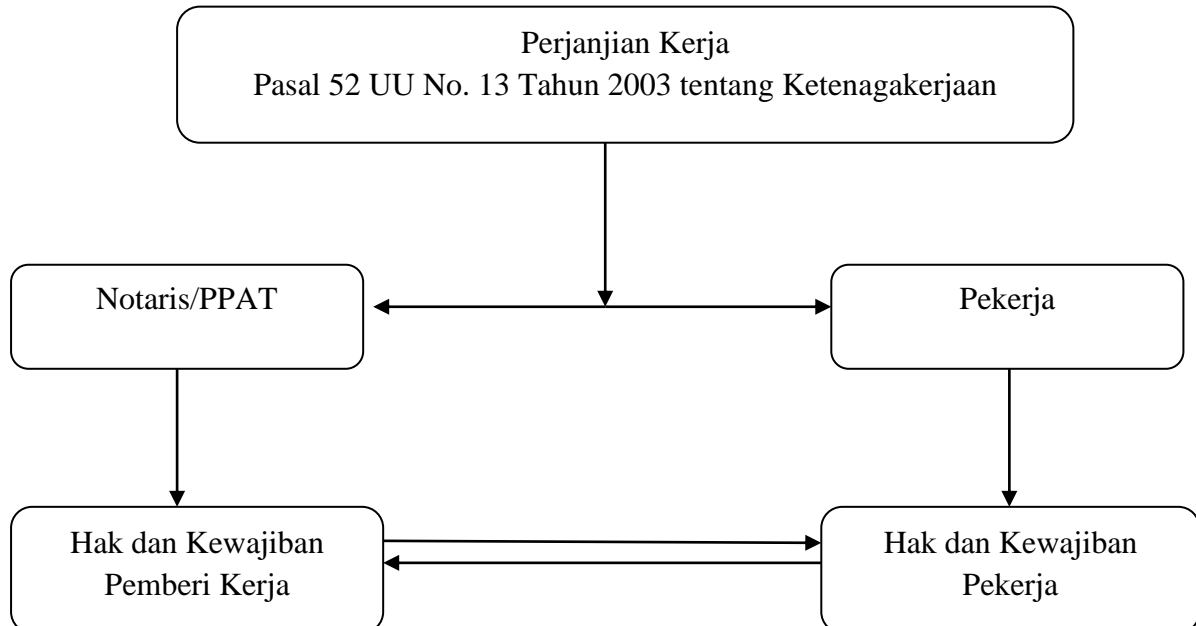 Perjanjian Kerja
Pasal 52 UU No. 13 Tahun 2003 tentang Ketenagakerjaan
Notaris/PPAT
Pekerja
Hak dan Kewajiban
Pemberi Kerja
Hak dan Kewajiban
Pekerja